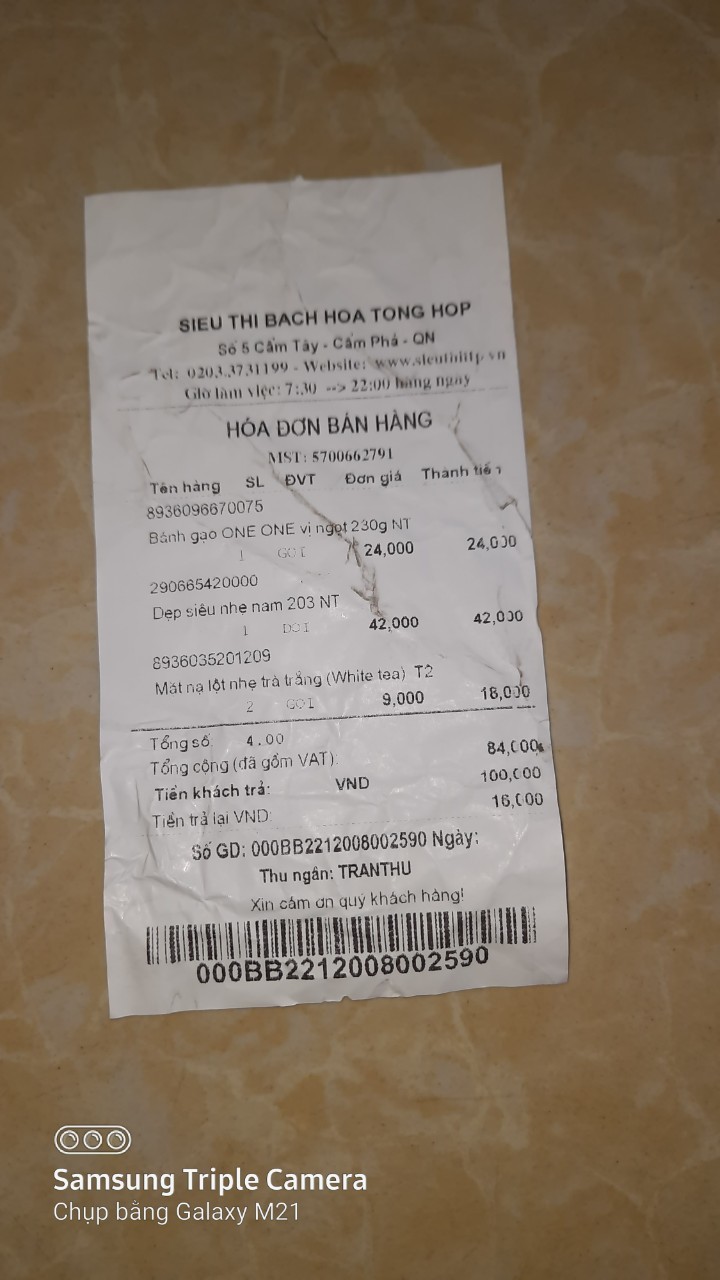 SIEU THI BACH HOA TONG HOP
Số 5 Cẩm Tây - Cẩm Phả - QN
Tel: 0203.3731199 - Website: www.sieuthitp.vn
Giờ làm việc: 7:30 --> 22:00 hàng ngày
HÓA ĐƠN BÁN HÀNG
MST: 5700662791
Tên hàng SL ĐVT Đơn giá Thành tiền
8936096670075
Bánh gạo ONE ONE vị ngọt 230g NT
1 GOI 24,000 24,000
290665420000
Dẹp siêu nhẹ nam 203 NT
1 DOI 42,000 42,000
8936035201209
Măt nạ lột nhẹ trà trắng (White tea) T2
2 GOI 9,000 18,000
Tổng số 4.00
Tổng cộng (đã gồm VAT): 84,000
Tiền khách trả: VND 100,000
Tiền trả lại VND: 16,000
Số GD: 000BB2212008002590 Ngày:
Thu ngân: TRANTHU
Xin cảm ơn quý khách hàng!
000BB2212008002590
Samsung Triple Camera
Chụp bằng Galaxy M21